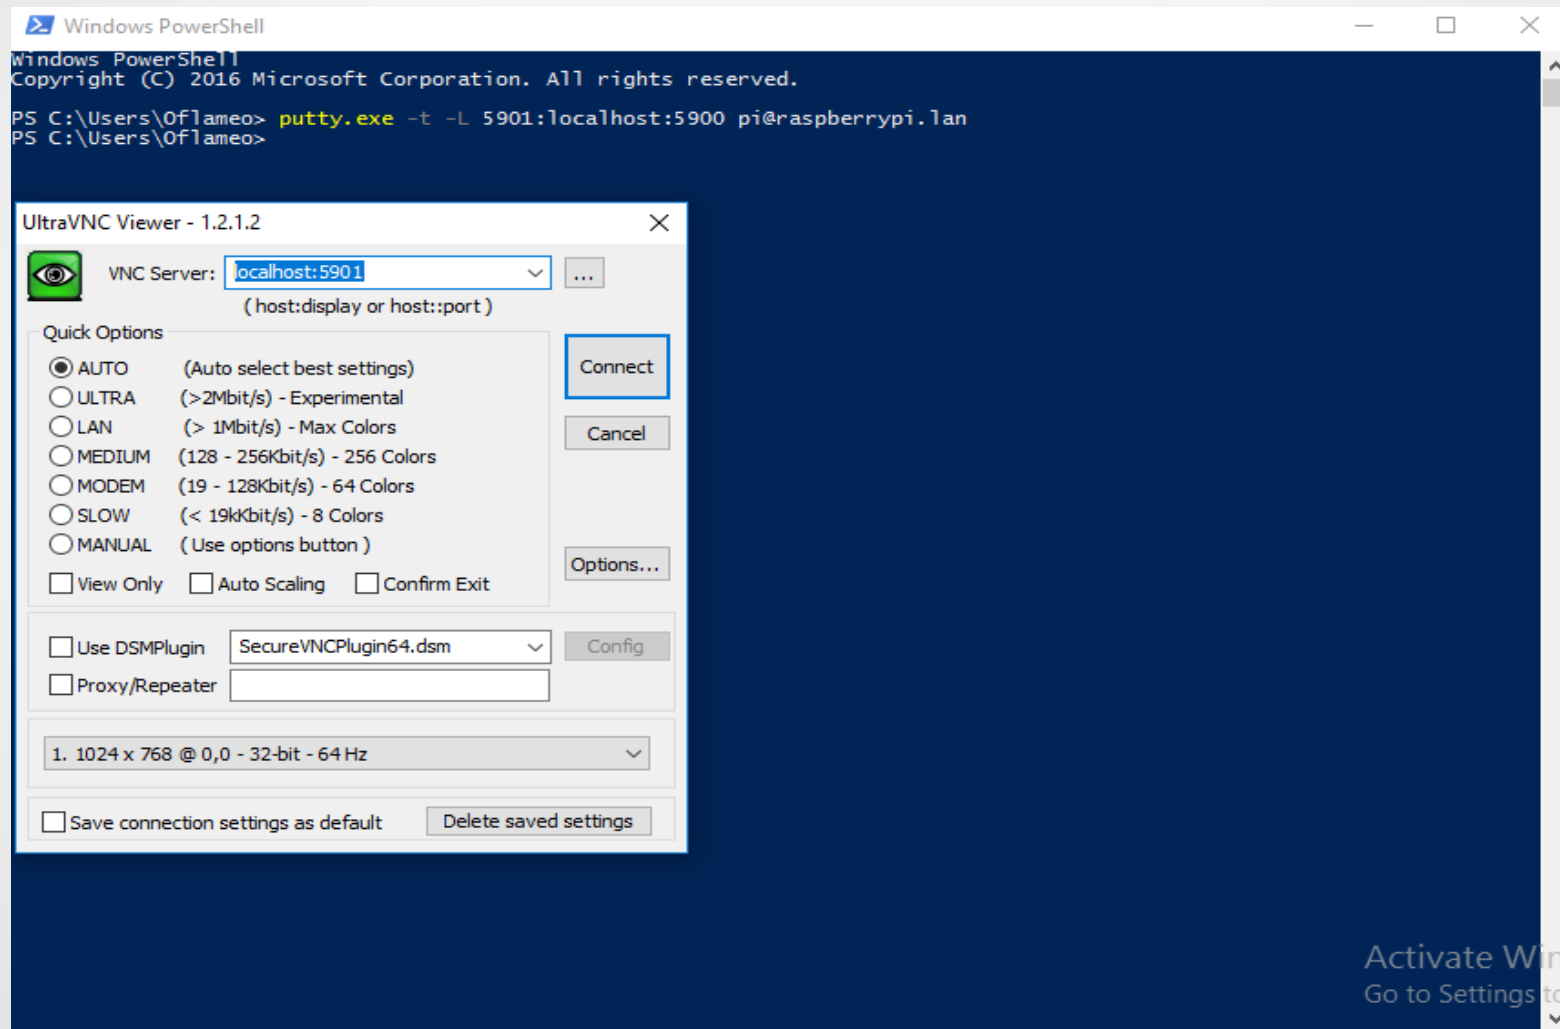 Windows PowerShell
Windows PowerShell
Copyright (C) 2016 Microsoft Corporation. All rights reserved.
PS C:\Users\Oflameo> putty.exe -t -L 5901:localhost:5900 pi@raspberrypi.lan
PS C:\Users\Oflameo>
UltraVNC Viewer - 1.2.1.2
VNC Server: localhost:5901 ...
( host:display or host::port )
Quick Options
AUTO (Auto select best settings)
Connect
ULTRA (>2Mbit/s) - Experimental
LAN (> 1Mbit/s) - Max Colors
Cancel
MEDIUM (128 - 256Kbit/s) - 256 Colors
MODEM (19 - 128Kbit/s) - 64 Colors
SLOW (< 19kKbit/s) - 8 Colors
MANUAL ( Use options button )
Options...
View Only Auto Scaling Confirm Exit
Use DSMPlugin SecureVNCPlugin64.dsm Config
Proxy/Repeater
1. 1024 x 768 @ 0,0 - 32-bit - 64 Hz
Save connection settings as default Delete saved settings
Activate Win
Go to Settings to